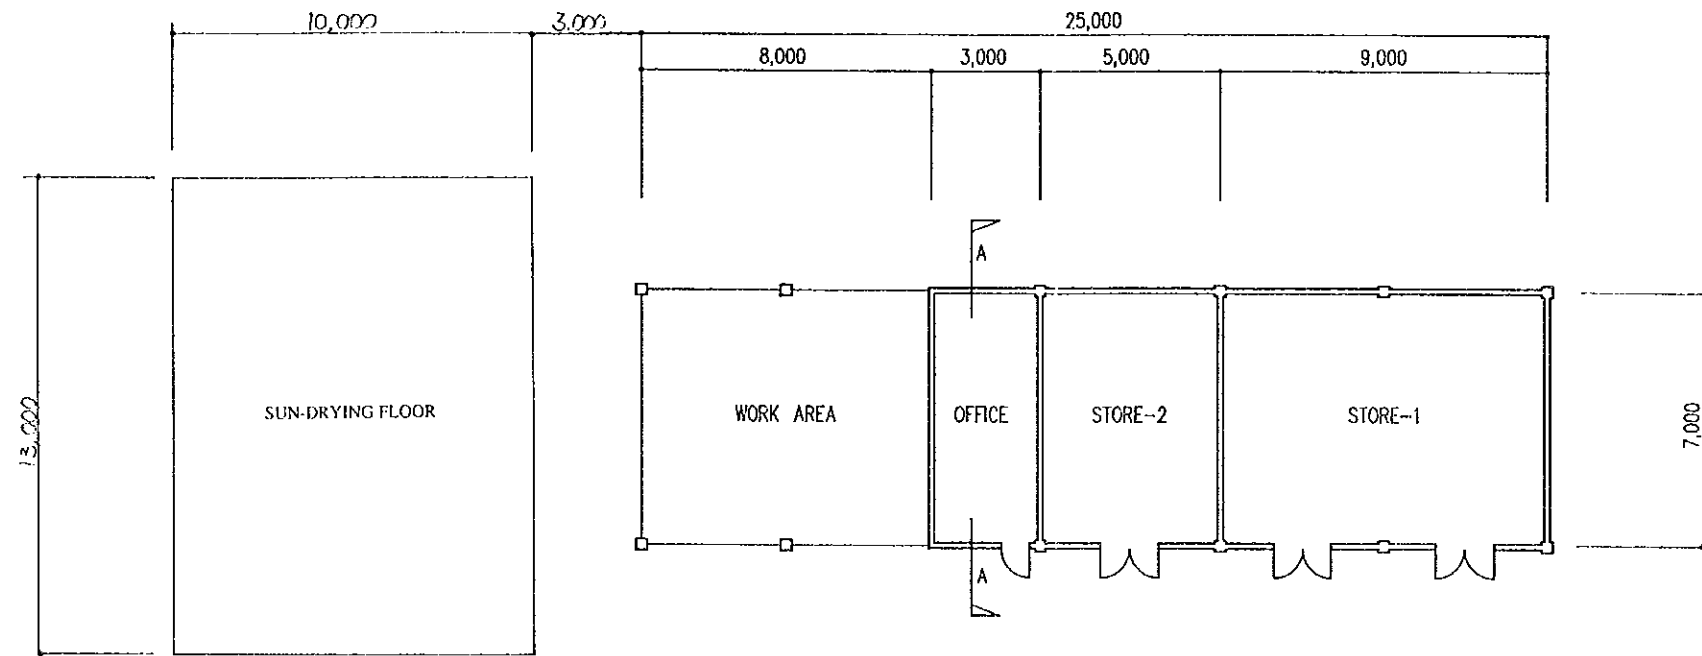 10,000 3.000 25,000
8,000 3,000 5,000 9,000
A
13.000
SUN-DRYING FLOOR WORK AREA OFFICE STORE-2 STORE-1
7,000
A